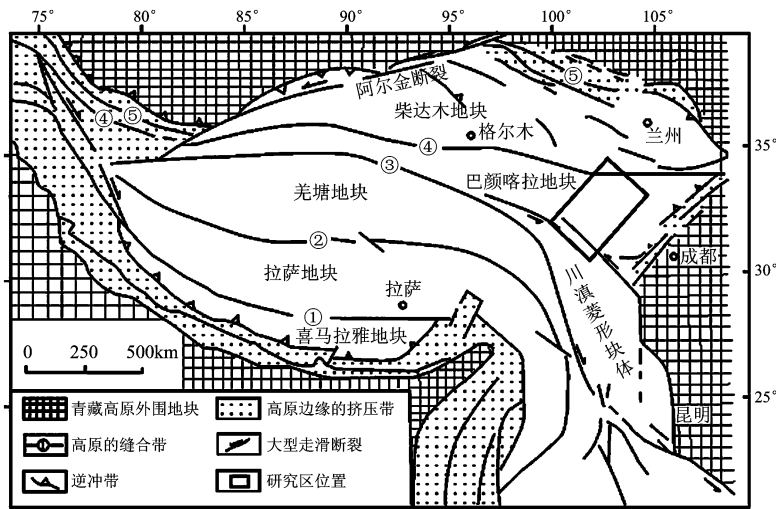 75° 80° 85° 90° 95° 100° 105°
阿尔金断裂
⑤
柴达木地块
⑤
④
格尔木
兰州
④
35°
③
巴颜喀拉地块
羌塘地块
②
成都
拉萨地块
30°
川滇菱形块体
拉萨
①
喜马拉雅地块
0 250 500km
25°
昆明
青藏高原外围地块
高原边缘的挤压带
① 高原的缝合带
大型走滑断裂
逆冲带
研究区位置